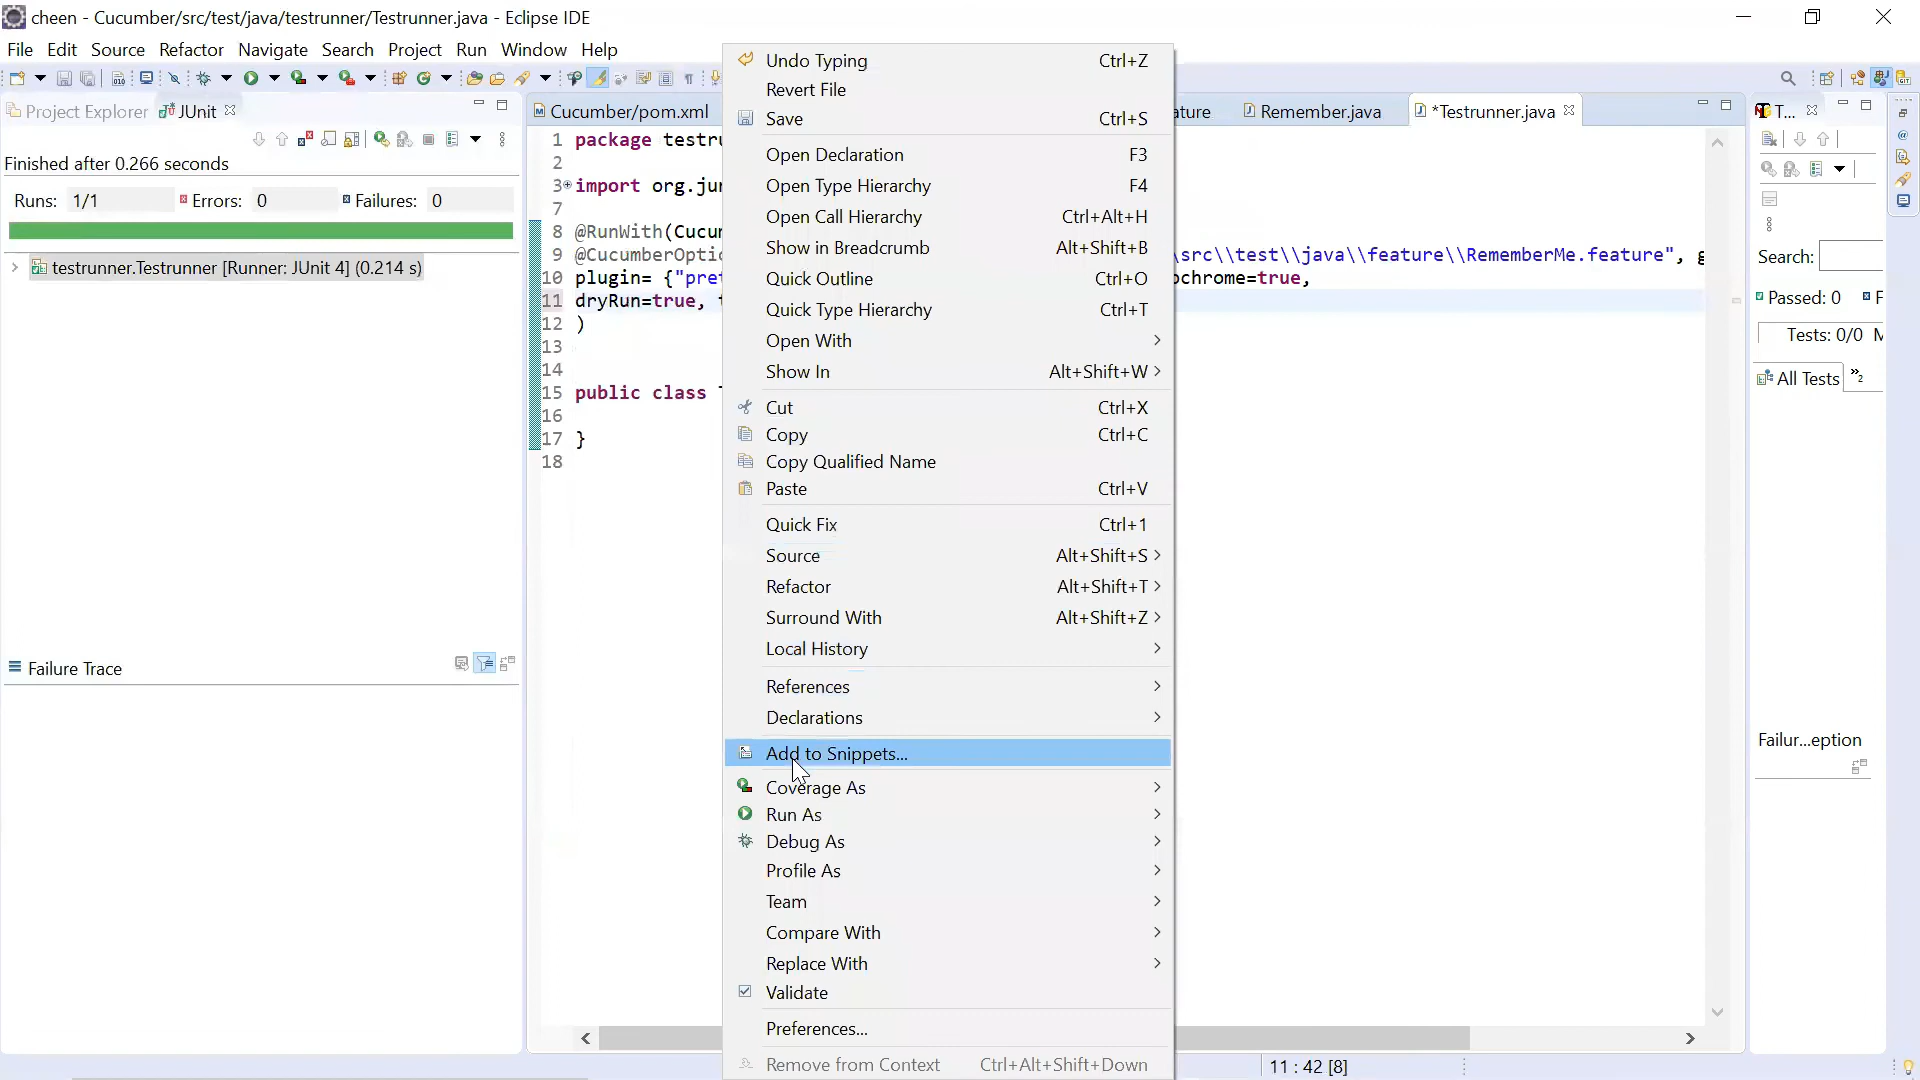 cheen - Cucumber/src/test/java/testrunner/Testrunner.java - Eclipse IDE
File Edit Source Refactor Navigate Search Project Run Window Help
Project Explorer JUnit
Finished after 0.266 seconds
Runs: 1/1 Errors: 0 Failures: 0
testrunner.Testrunner [Runner: JUnit 4] (0.214 s)
Failure Trace
Cucumber/pom.xml ature Remember.java *Testrunner.java
1 package testru
2
3 import org.jun
7
8 @RunWith(Cucu
9 @CucumberOptio \src\\test\\java\\feature\\RememberMe.feature", g
10 plugin= {"pret ochrome=true,
11 dryRun=true, t
12 )
13
14
15 public class T
16
17 }
18
Undo Typing Ctrl+Z
Revert File
Save Ctrl+S
Open Declaration F3
Open Type Hierarchy F4
Open Call Hierarchy Ctrl+Alt+H
Show in Breadcrumb Alt+Shift+B
Quick Outline Ctrl+O
Quick Type Hierarchy Ctrl+T
Open With
Show In Alt+Shift+W
Cut Ctrl+X
Copy Ctrl+C
Copy Qualified Name
Paste Ctrl+V
Quick Fix Ctrl+1
Source Alt+Shift+S
Refactor Alt+Shift+T
Surround With Alt+Shift+Z
Local History
References
Declarations
Add to Snippets...
Coverage As
Run As
Debug As
Profile As
Team
Compare With
Replace With
Validate
Preferences...
Remove from Context Ctrl+Alt+Shift+Down
T...
Search:
Passed: 0 F
Tests: 0/0 M
All Tests »2
Failur...eption
11 : 42 [8]